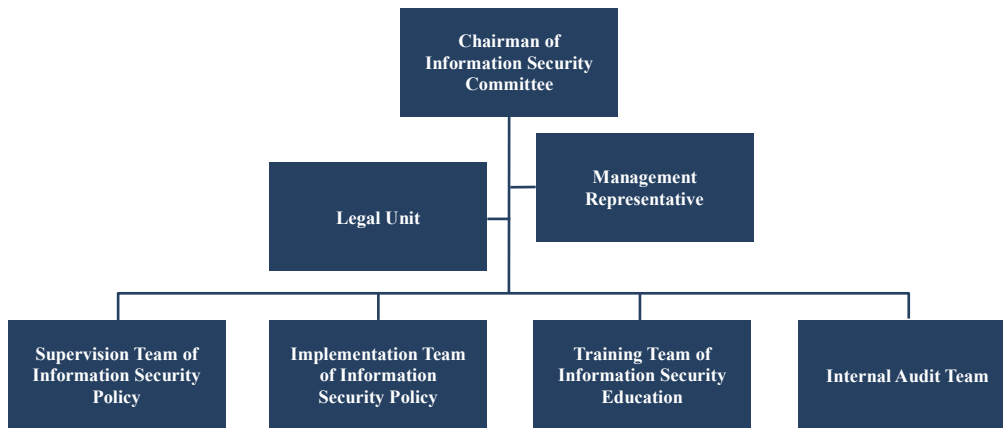 Chairman of
Information Security
Committee
Management
Representative
Legal Unit
Supervision Team of
Information Security
Policy
Implementation Team
of Information
Security Policy
Training Team of
Information Security
Education
Internal Audit Team